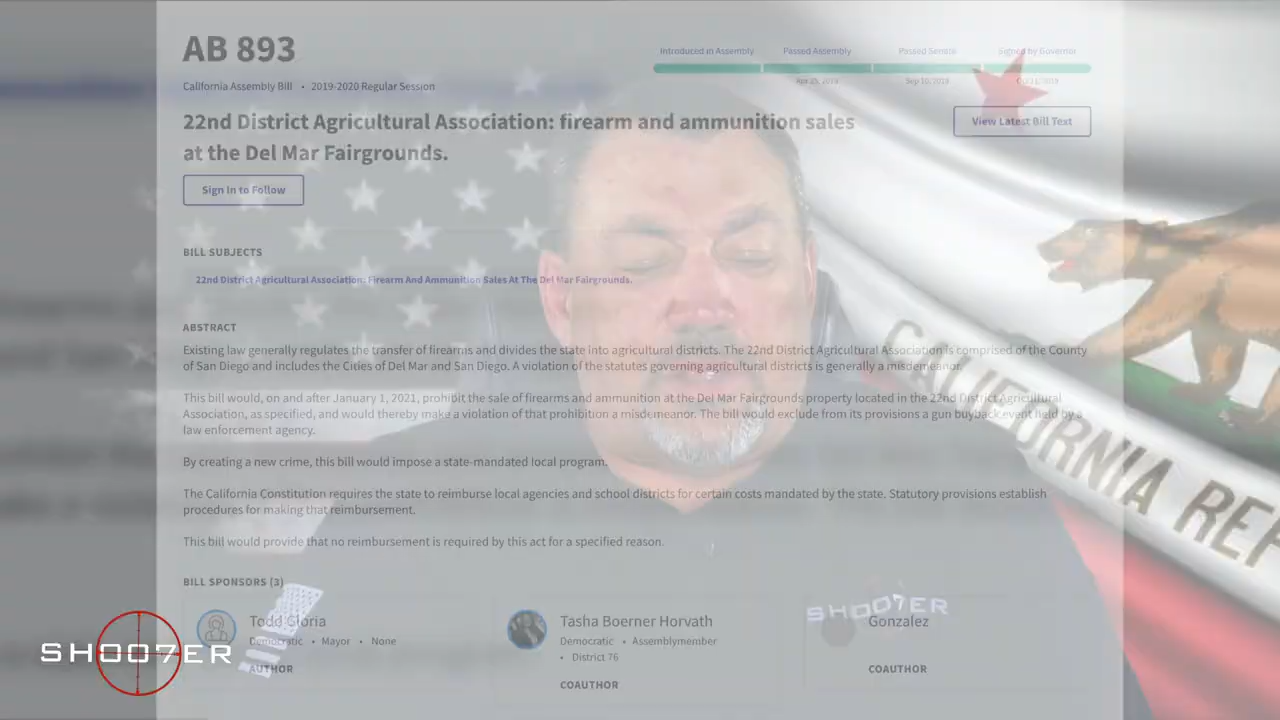 AB 893
Introduced in Assembly
Passed Assembly
Passed Senate
Signed by Governor
Apr 25, 2019
Sep 10, 2019
2019
California Assembly Bill • 2019-2020 Regular Session
22nd District Agricultural Association: firearm and ammunition sales
at the Del Mar Fairgrounds.
View Latest Bill Text
Sign In to Follow
BILL SUBJECTS
22nd District Agricultural Association: Firearm And Ammunition Sales At The Del Mar Fairgrounds.
ABSTRACT
Existing law generally regulates the transfer of firearms and divides the state into agricultural districts. The 22nd District Agricultural Association is comprised of the County
of San Diego and includes the Cities of Del Mar and San Diego. A violation of the statutes governing agricultural districts is generally a misdemeanor.
This bill would, on and after January 1, 2021, prohibit the sale of firearms and ammunition at the Del Mar Fairgrounds property located in the 22nd District Agricultural
Association, as specified, and would thereby make a violation of that prohibition a misdemeanor. The bill would exclude from its provisions a gun buyback event held by a
law enforcement agency.
By creating a new crime, this bill would impose a state-mandated local program.
The California Constitution requires the state to reimburse local agencies and school districts for certain costs mandated by the state. Statutory provisions establish
procedures for making that reimbursement.
This bill would provide that no reimbursement is required by this act for a specified reason.
BILL SPONSORS (3)
Todd Gloria
Democratic • Mayor • None
AUTHOR
Tasha Boerner Horvath
Democratic • Assemblymember
• District 76
COAUTHOR
Gonzalez
COAUTHOR
SHOO7ER
SHOO7ER
CALIFORNIA REP